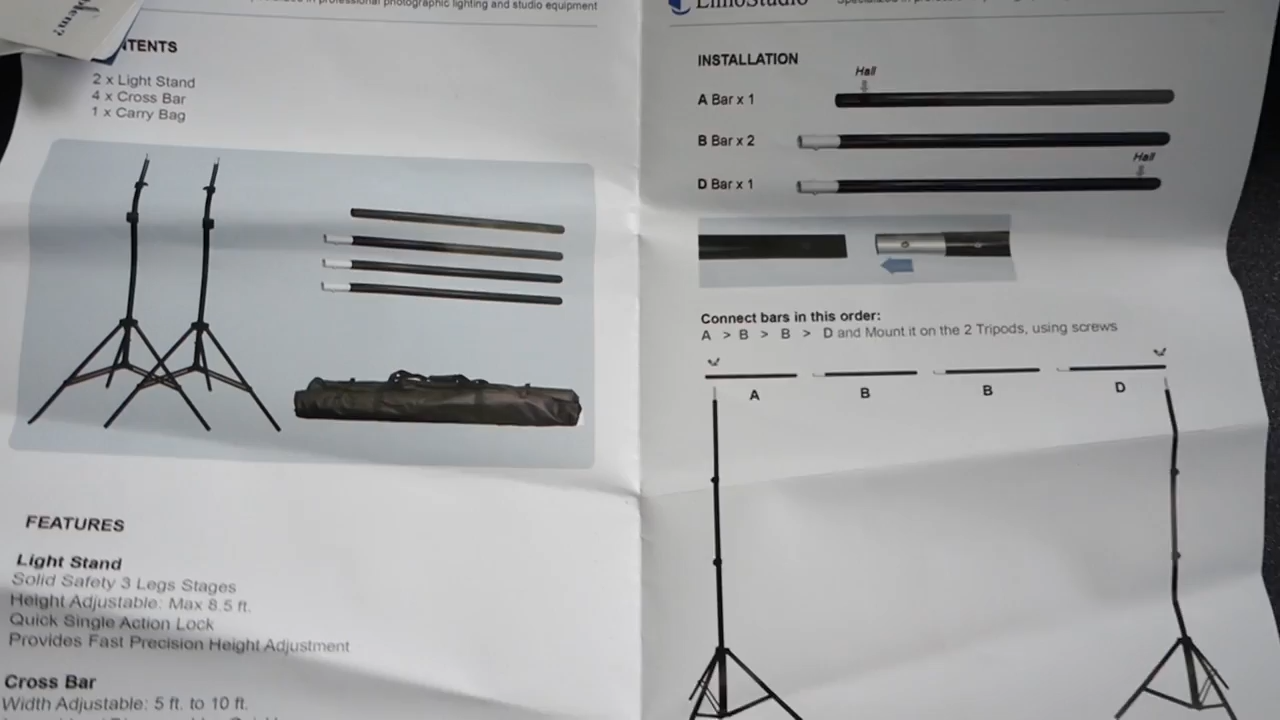 professional photographic lighting and studio equipment
2 x Light Stand
4 x Cross Bar
1 x Carry Bag
FEATURES
Light Stand
Solid Safety 3 Legs Stages
Height Adjustable: Max 8.5 ft.
Quick Single Action Lock
Provides Fast Precision Height Adjustment
Cross Bar
Width Adjustable: 5 ft. to 10 ft.
INSTALLATION
Hall
A Bar x 1
B Bar x 2
Hall
D Bar x 1
Connect bars in this order:
A > B > B > D and Mount it on the 2 Tripods, using screws
A B B D